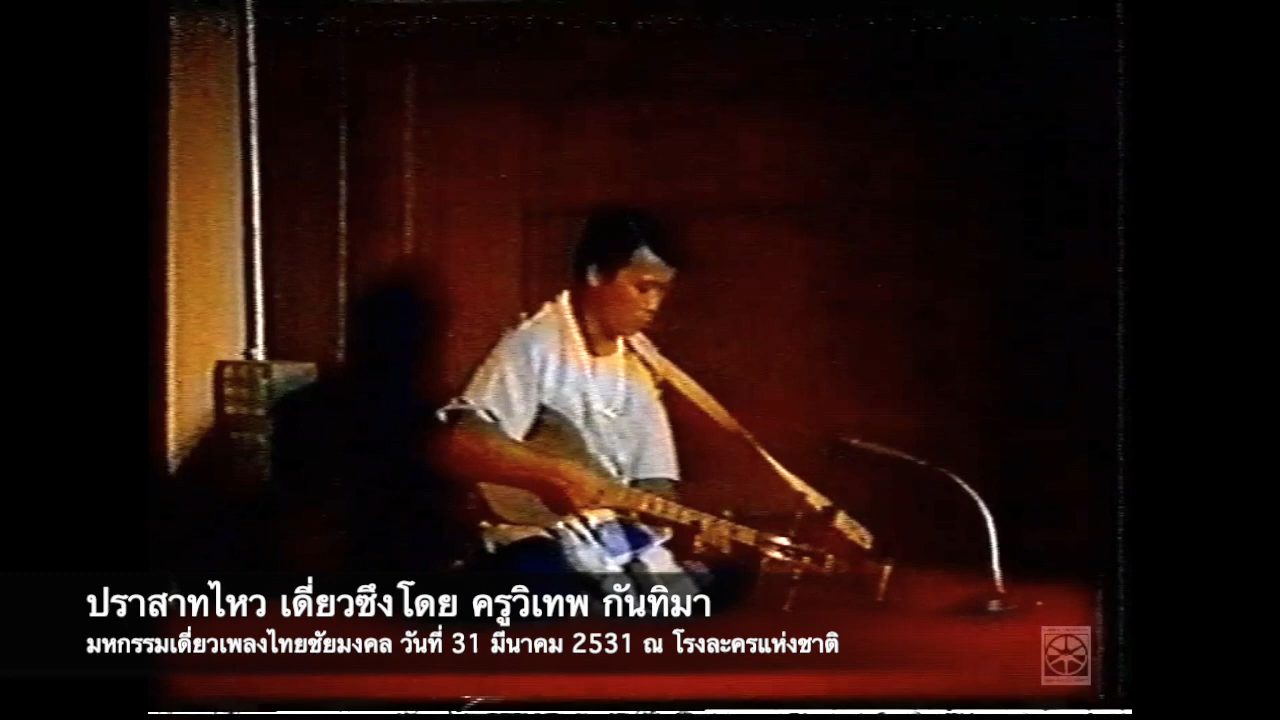 ปราสาทไหว เดี่ยวซึงโดย ครูวิเทพ กันทิมา
มหกรรมเดี่ยวเพลงไทยชัยมงคล วันที่ 31 มีนาคม 2531 ณ โรงละครแห่งชาติ